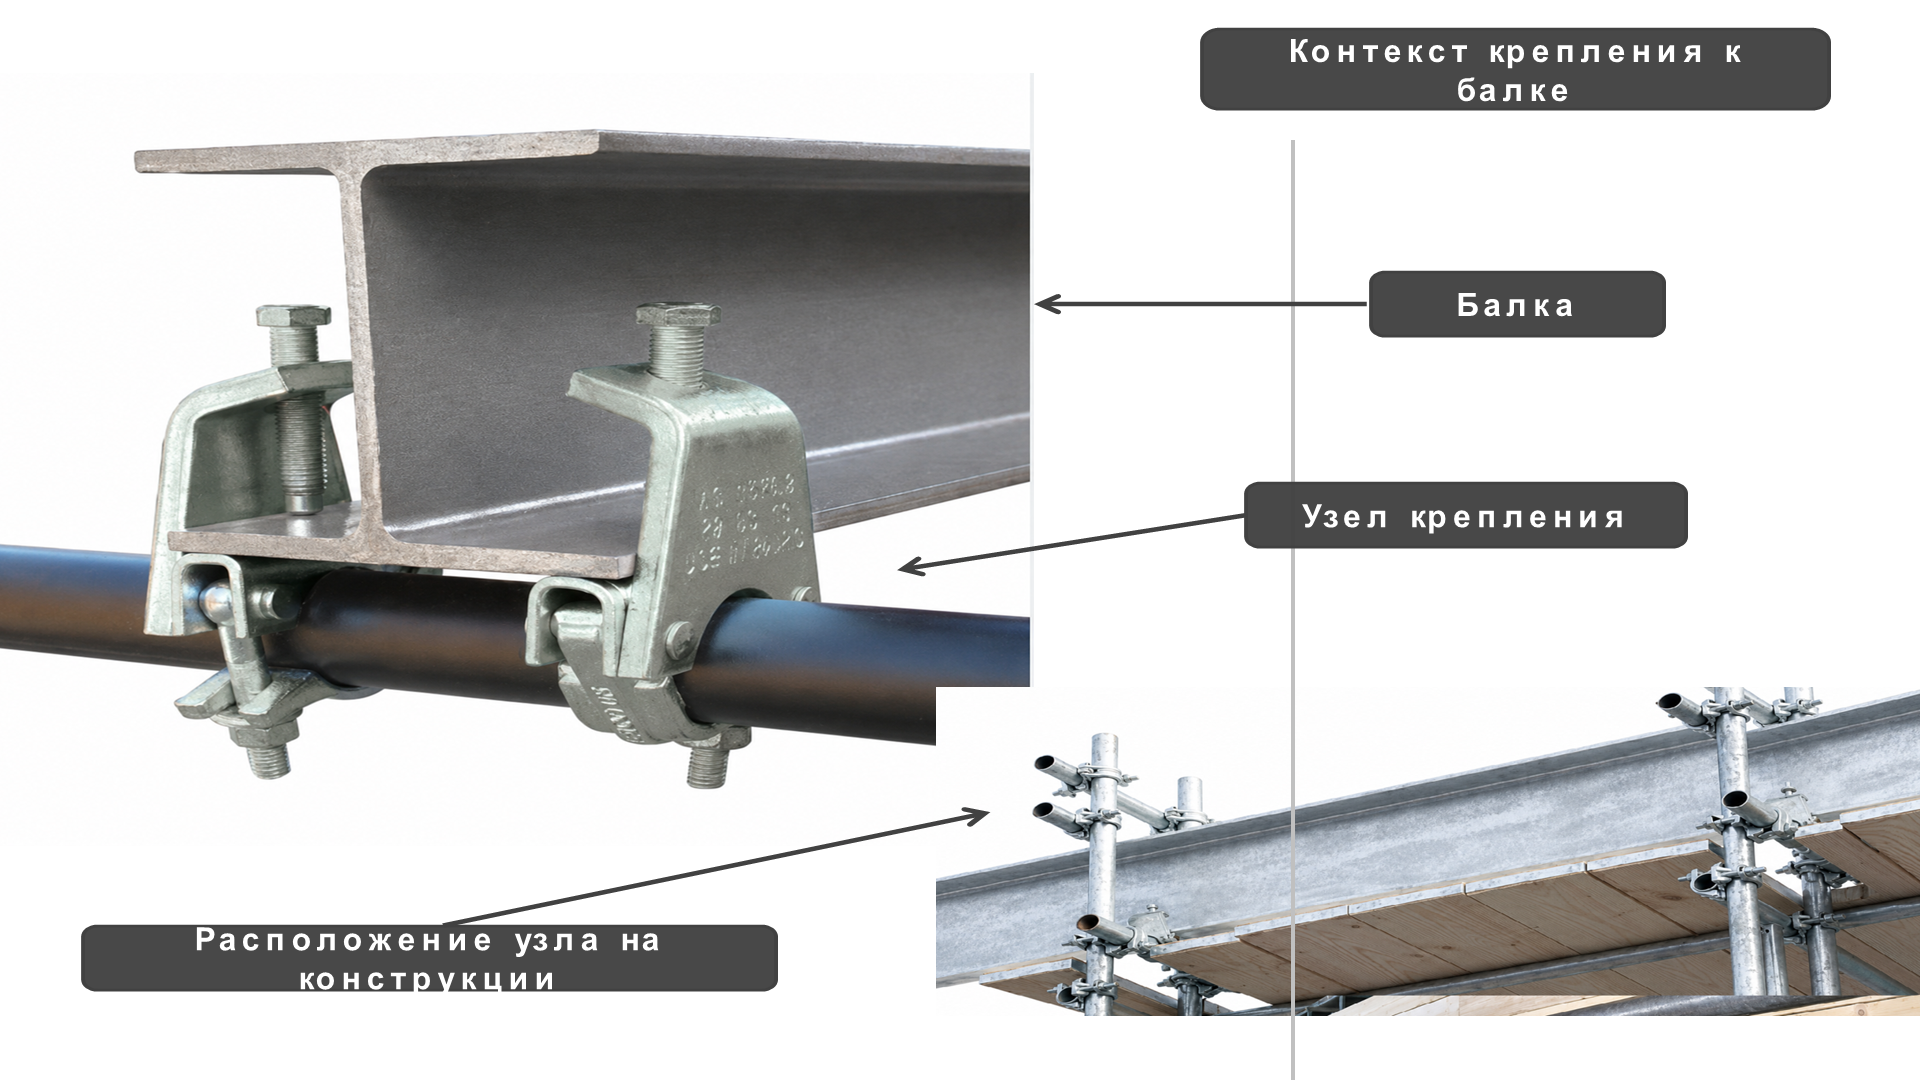 Контекст крепления к
балке
Балка
Узел крепления
Расположение узла на
конструкции